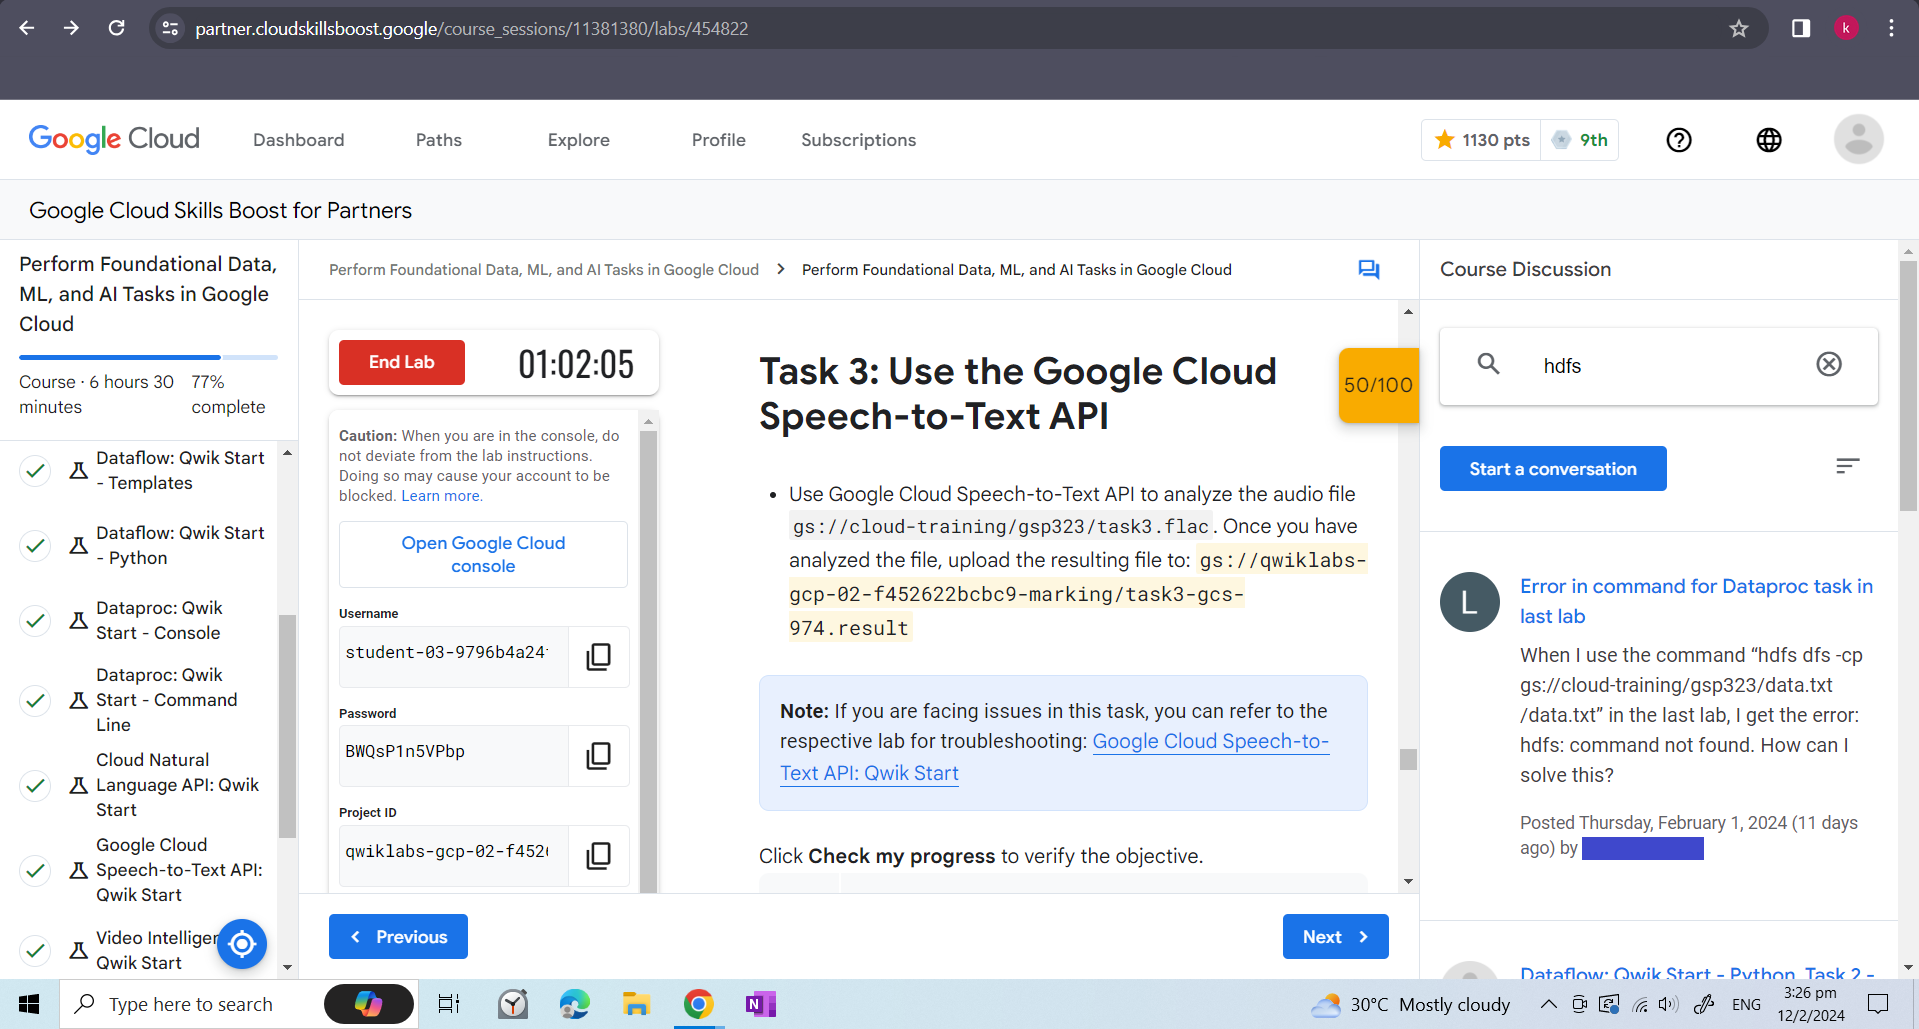 partner.cloudskillsboost.google/course_sessions/11381380/labs/454822
k
Google Cloud
Dashboard
Paths
Explore
Profile
Subscriptions
1130 pts
9th
Google Cloud Skills Boost for Partners
Perform Foundational Data,
ML, and AI Tasks in Google
Cloud
Course · 6 hours 30
minutes
77%
complete
Dataflow: Qwik Start
- Templates
Dataflow: Qwik Start
- Python
Dataproc: Qwik
Start - Console
Dataproc: Qwik
Start - Command
Line
Cloud Natural
Language API: Qwik
Start
Google Cloud
Speech-to-Text API:
Qwik Start
Video Intelliger
Qwik Start
Perform Foundational Data, ML, and AI Tasks in Google Cloud > Perform Foundational Data, ML, and AI Tasks in Google Cloud
End Lab
01:02:05
Caution: When you are in the console, do
not deviate from the lab instructions.
Doing so may cause your account to be
blocked. Learn more.
Open Google Cloud
console
Username
student-03-9796b4a24
Password
BWQsP1n5VPbp
Project ID
qwiklabs-gcp-02-f452
Task 3: Use the Google Cloud
Speech-to-Text API
50/100
• Use Google Cloud Speech-to-Text API to analyze the audio file
gs://cloud-training/gsp323/task3.flac. Once you have
analyzed the file, upload the resulting file to: gs://qwiklabs-
gcp-02-f452622bcbc9-marking/task3-gcs-
974.result
Note: If you are facing issues in this task, you can refer to the
respective lab for troubleshooting: Google Cloud Speech-to-
Text API: Qwik Start
Click Check my progress to verify the objective.
Previous
Next
Course Discussion
hdfs
Start a conversation
L
Error in command for Dataproc task in
last lab
When I use the command “hdfs dfs -cp
gs://cloud-training/gsp323/data.txt
/data.txt” in the last lab, I get the error:
hdfs: command not found. How can I
solve this?
Posted Thursday, February 1, 2024 (11 days
ago) by
Dataflow: Qwik Start - Python, Task 2 -
Type here to search
N
30°C Mostly cloudy
ENG
3:26 pm
12/2/2024